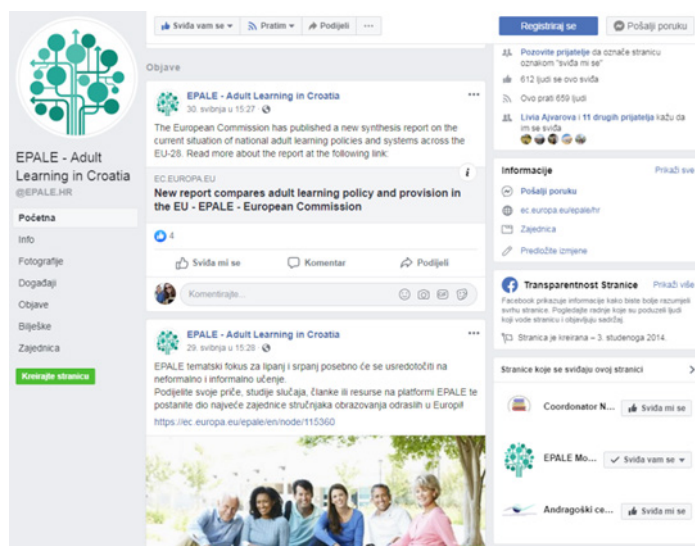 Sviđa vam se
Pratim
Podijeli
Registriraj se
Pošalji poruku
EPALE - Adult
Learning in Croatia
@EPALE.HR
Početna
Info
Fotografije
Događaji
Objave
Bilješke
Zajednica
Kreirajte stranicu
Objave
EPALE - Adult Learning in Croatia
30. svibnja u 15:27 ·
The European Commission has published a new synthesis report on the
current situation of national adult learning policies and systems across the
EU-28. Read more about the report at the following link:
EC.EUROPA.EU
New report compares adult learning policy and provision in
the EU - EPALE - European Commission
4
Sviđa mi se
Komentar
Podijeli
Komentirajte...
GIF
EPALE - Adult Learning in Croatia
29. svibnja u 15:28 ·
EPALE tematski fokus za lipanj i srpanj posebno će se usredotočiti na
neformalno i informalno učenje.
Podijelite svoje priče, studije slučaja, članke ili resurse na platformi EPALE te
postanite dio najveće zajednice stručnjaka obrazovanja odraslih u Europi!
https://ec.europa.eu/epale/en/node/115360
Pozovite prijatelje da označe stranicu
oznakom "sviđa mi se"
612 ljudi se ovo sviđa
Ovo prati 659 ljudi
Livia Ajvarova i 11 drugih prijatelja kažu da
im se sviđa
Informacije
Prikaži sve
Pošalji poruku
ec.europa.eu/epale/hr
Zajednica
Predložite izmjene
Transparentnost Stranice
Prikaži više
Facebook prikazuje informacije kako biste bolje razumjeli
svrhu stranice. Pogledajte radnje koje su poduzeli ljudi
koji vode stranicu i objavljuju sadržaj.
Stranica je kreirana – 3. studenoga 2014.
Stranice koje se sviđaju ovoj stranici
Coordonator N...
Sviđa mi se
EPALE Mo...
Sviđa vam se
Andragoški ce...
Sviđa mi se